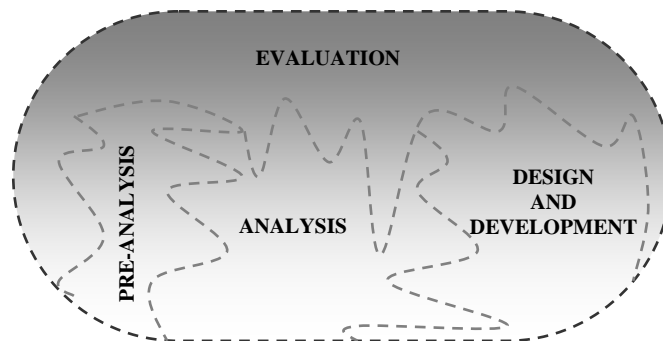 EVALUATION
PRE-ANALYSIS
ANALYSIS
DESIGN
AND
DEVELOPMENT